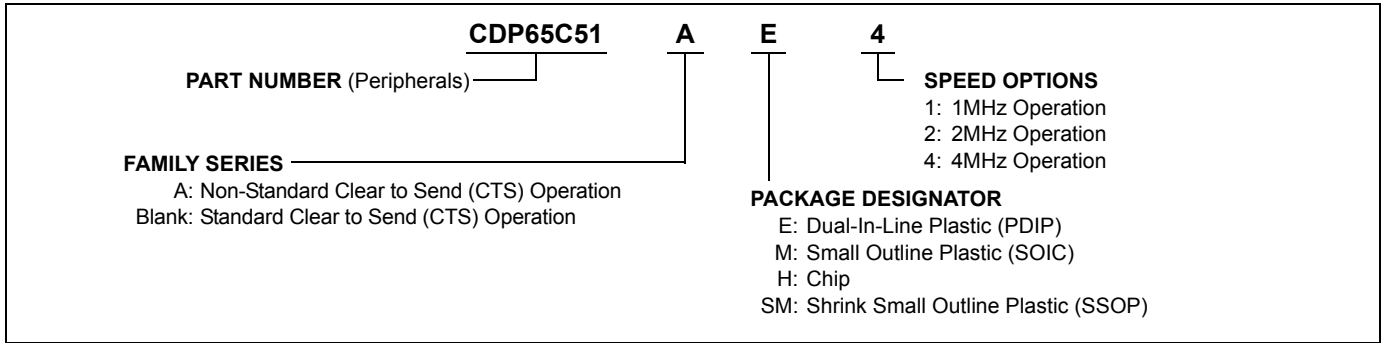 CDP65C51 A E 4
PART NUMBER (Peripherals)
SPEED OPTIONS
1: 1MHz Operation
2: 2MHz Operation
4: 4MHz Operation
FAMILY SERIES
A: Non-Standard Clear to Send (CTS) Operation
Blank: Standard Clear to Send (CTS) Operation
PACKAGE DESIGNATOR
E: Dual-In-Line Plastic (PDIP)
M: Small Outline Plastic (SOIC)
H: Chip
SM: Shrink Small Outline Plastic (SSOP)